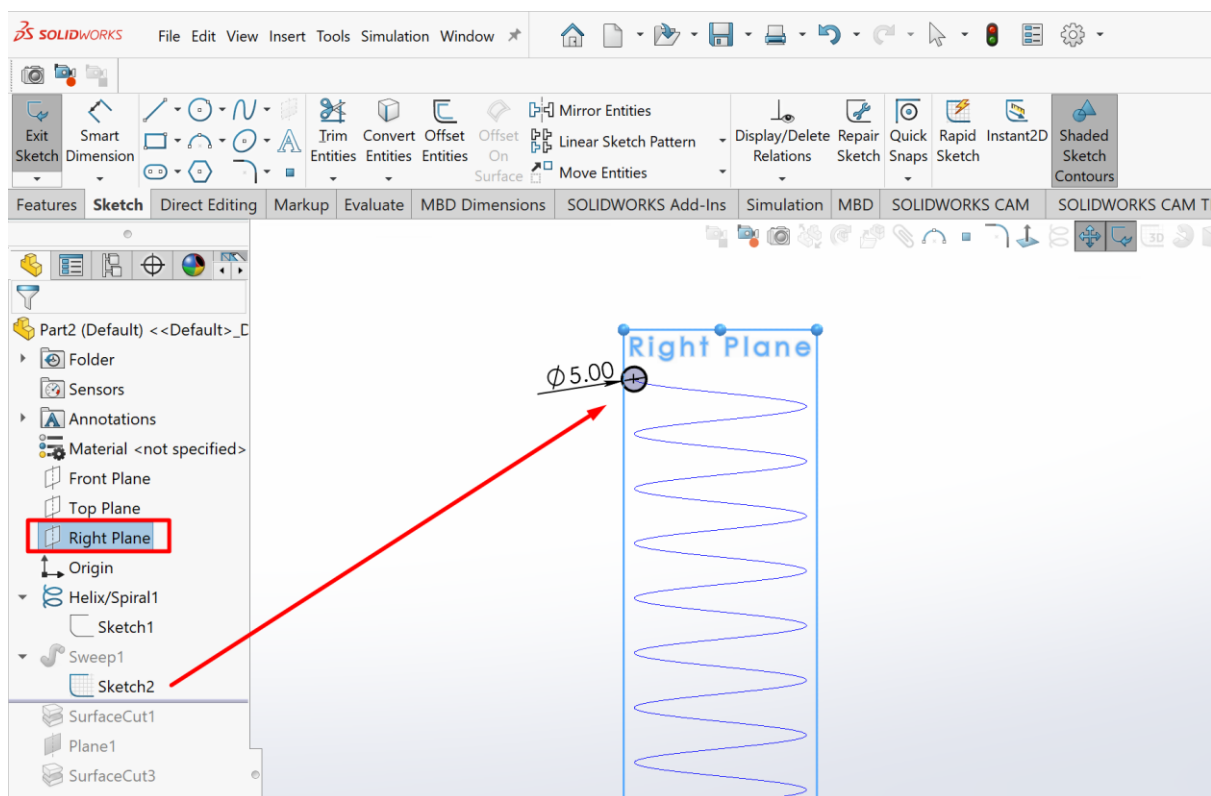 SOLIDWORKS File Edit View Insert Tools Simulation Window
Exit Sketch
Smart Dimension
Trim Entities
Convert Entities
Offset Entities
Offset On Surface
Mirror Entities
Linear Sketch Pattern
Move Entities
Display/Delete Relations
Repair Sketch
Quick Snaps
Rapid Sketch
Instant2D
Shaded Sketch Contours
Features Sketch Direct Editing Markup Evaluate MBD Dimensions SOLIDWORKS Add-Ins Simulation MBD SOLIDWORKS CAM SOLIDWORKS CAM T
3D
Part2 (Default) <<Default>_D
Folder
Sensors
Annotations
Material <not specified>
Front Plane
Top Plane
Right Plane
Origin
Helix/Spiral1
Sketch1
Sweep1
Sketch2
SurfaceCut1
Plane1
SurfaceCut3
Right Plane
∅5.00